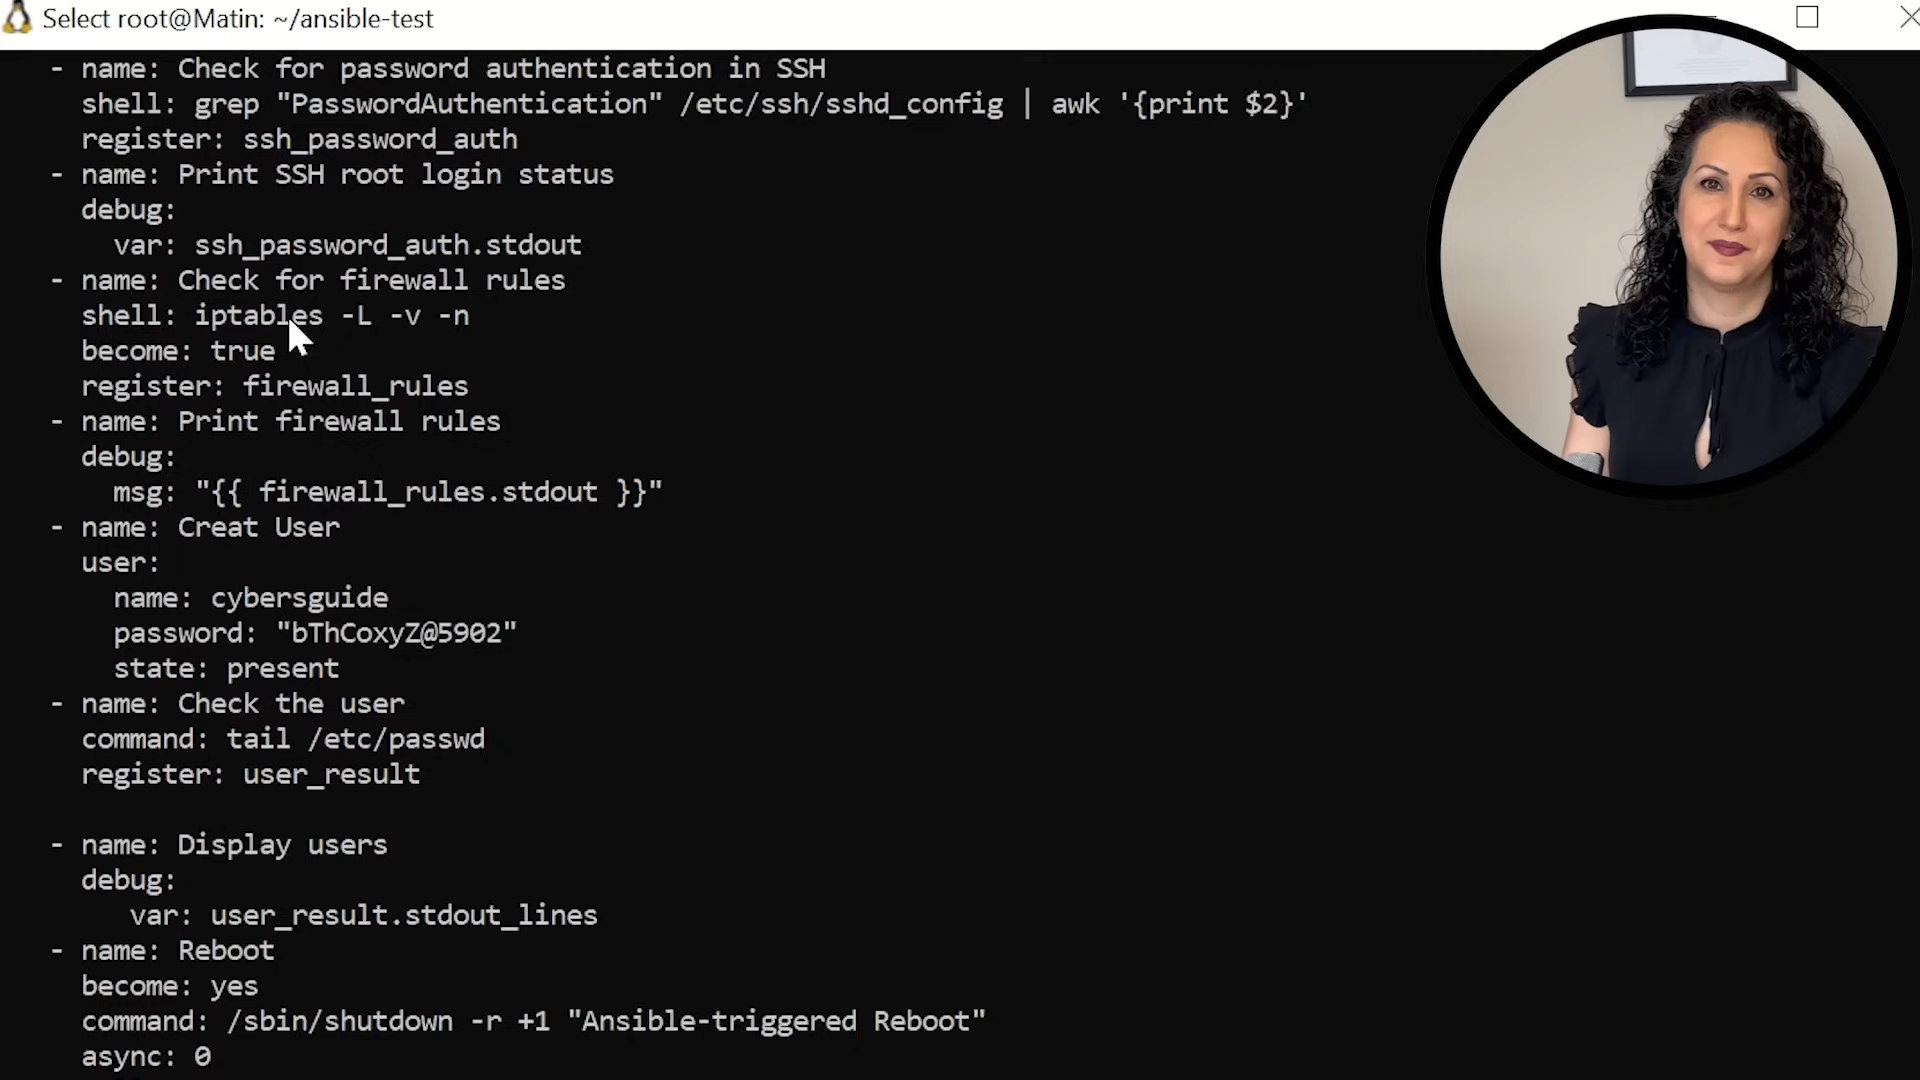 Select root@Matin: ~/ansible-test
- name: Check for password authentication in SSH
shell: grep "PasswordAuthentication" /etc/ssh/sshd_config | awk '{print $2}'
register: ssh_password_auth
- name: Print SSH root login status
debug:
var: ssh_password_auth.stdout
- name: Check for firewall rules
shell: iptables -L -v -n
become: true
register: firewall_rules
- name: Print firewall rules
debug:
msg: "{{ firewall_rules.stdout }}"
- name: Creat User
user:
name: cybersguide
password: "bThCoxyZ@5902"
state: present
- name: Check the user
command: tail /etc/passwd
register: user_result
- name: Display users
debug:
var: user_result.stdout_lines
- name: Reboot
become: yes
command: /sbin/shutdown -r +1 "Ansible-triggered Reboot"
async: 0